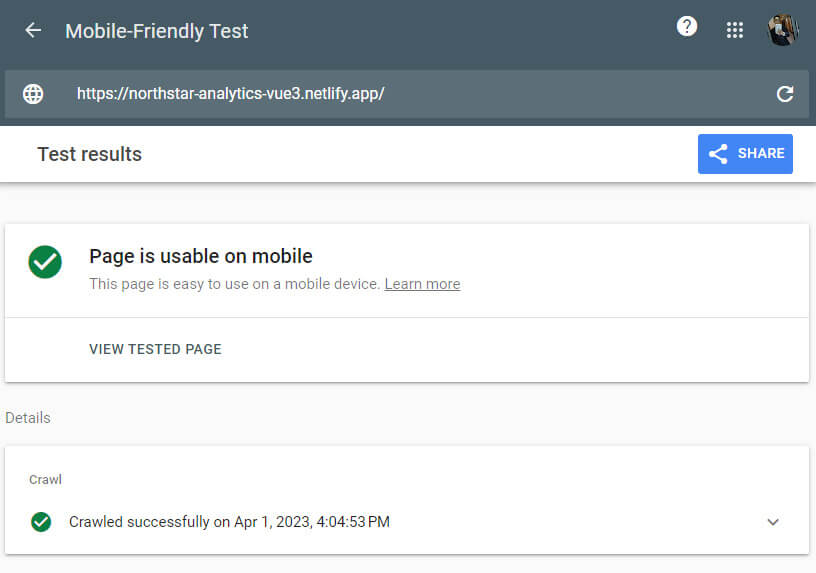 Mobile-Friendly Test
https://northstar-analytics-vue3.netlify.app/
Test results
SHARE
Page is usable on mobile
This page is easy to use on a mobile device. Learn more
VIEW TESTED PAGE
Details
Crawl
Crawled successfully on Apr 1, 2023, 4:04:53 PM